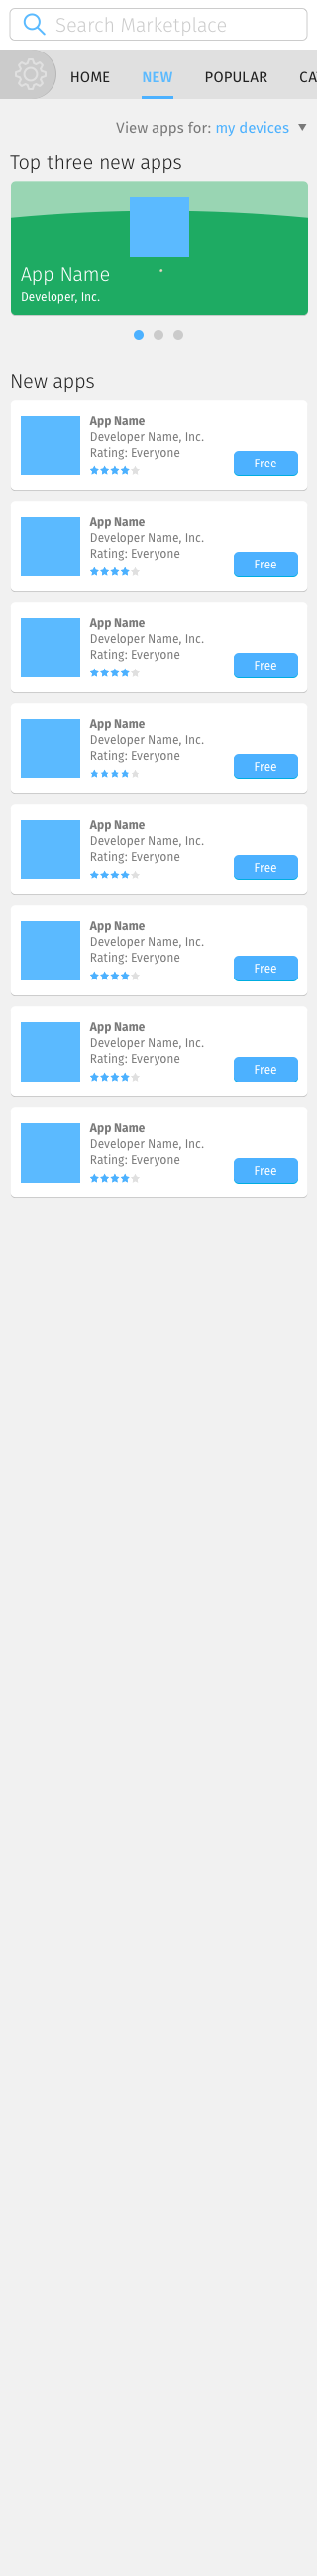 Search Marketplace
HOME NEW POPULAR CA
View apps for: my devices
Top three new apps
App Name
Developer, Inc.
New apps
App Name
Developer Name, Inc.
Rating: Everyone
Free
App Name
Developer Name, Inc.
Rating: Everyone
Free
App Name
Developer Name, Inc.
Rating: Everyone
Free
App Name
Developer Name, Inc.
Rating: Everyone
Free
App Name
Developer Name, Inc.
Rating: Everyone
Free
App Name
Developer Name, Inc.
Rating: Everyone
Free
App Name
Developer Name, Inc.
Rating: Everyone
Free
App Name
Developer Name, Inc.
Rating: Everyone
Free